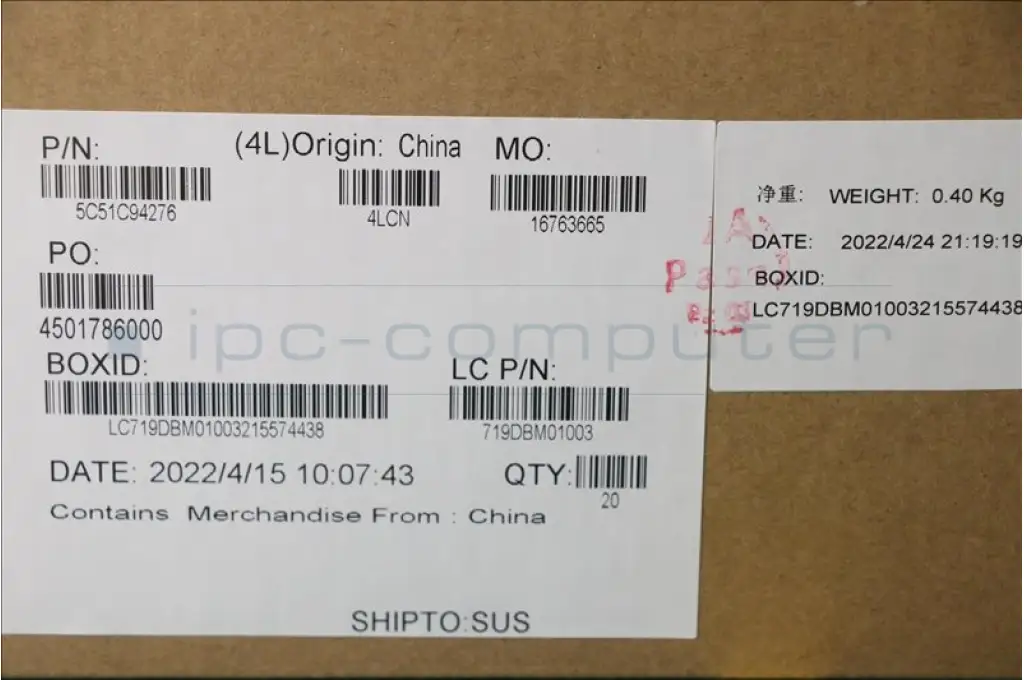 P/N:
5C51C94276
(4L)Origin: China
4LCN
MO:
16763665
PO:
4501786000
BOXID:
LC719DBM01003215574438
LC P/N:
719DBM01003
DATE: 2022/4/15 10:07:43
QTY:
20
Contains Merchandise From : China
SHIPTO:SUS
净重: WEIGHT: 0.40 Kg
DATE: 2022/4/24 21:19:19
BOXID:
LC719DBM01003215574438
ipc-computer